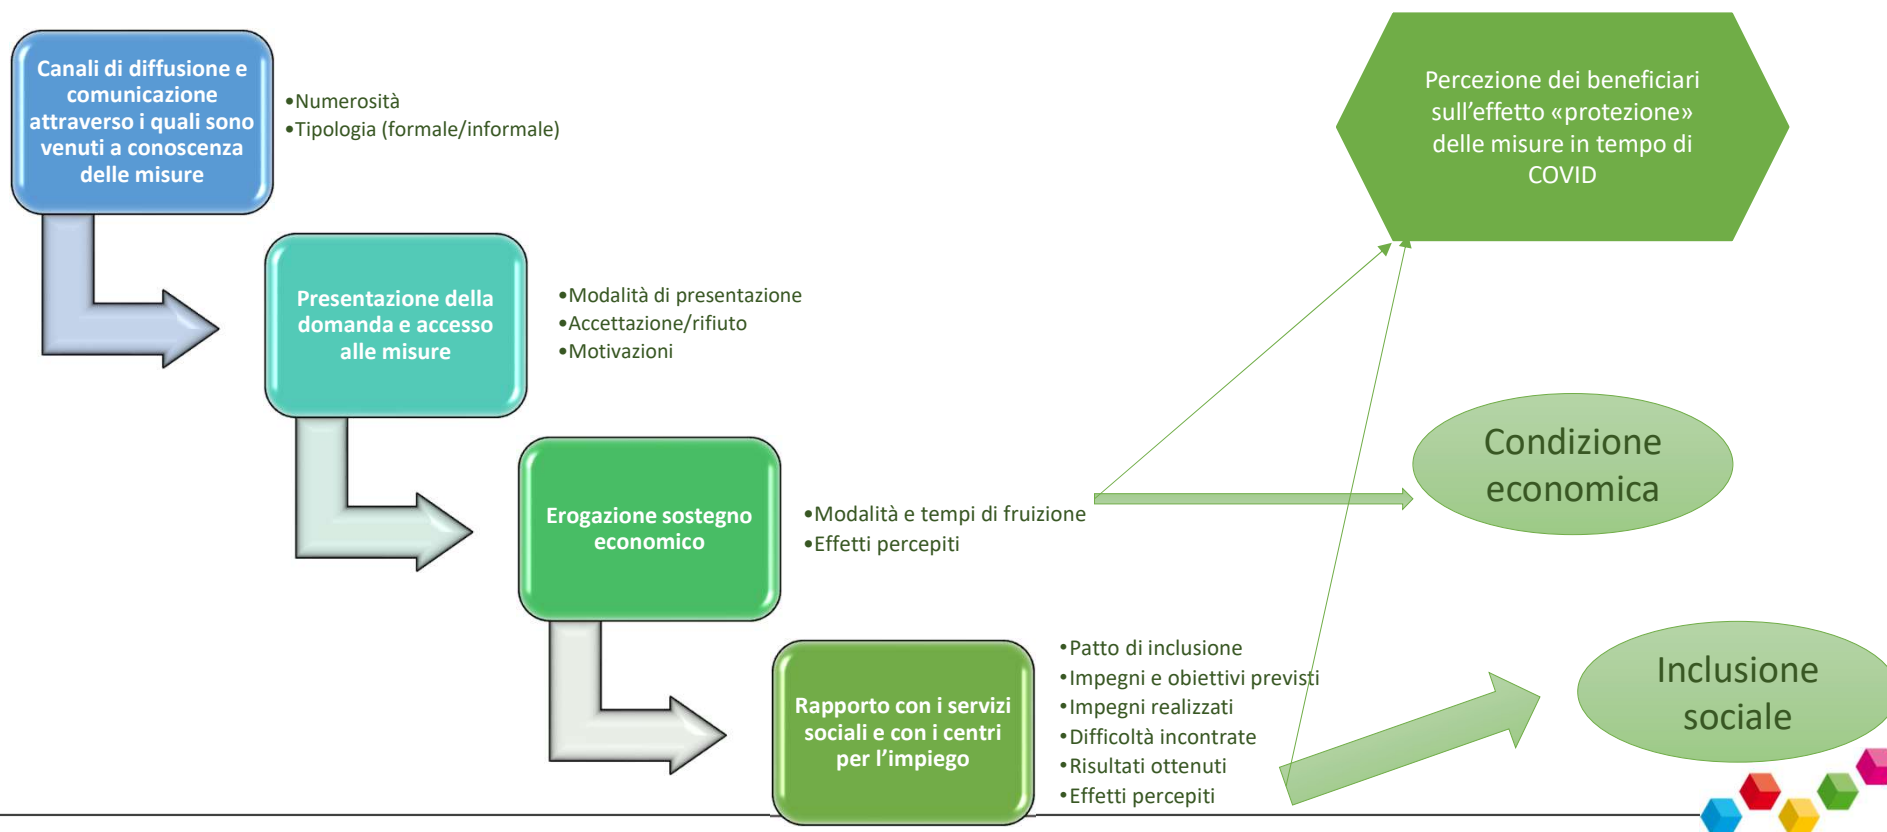 Canali di diffusione e
comunicazione
attraverso i quali sono
venuti a conoscenza
delle misure
•Numerosità
•Tipologia (formale/informale)
Percezione dei beneficiari
sull'effetto «protezione»
delle misure in tempo di
COVID
Presentazione della
domanda e accesso
alle misure
•Modalità di presentazione
•Accettazione/rifiuto
•Motivazioni
Condizione
economica
Erogazione sostegno
economico
•Modalità e tempi di fruizione
•Effetti percepiti
Rapporto con i servizi
sociali e con i centri
per l'impiego
•Patto di inclusione
•Impegni e obiettivi previsti
•Impegni realizzati
•Difficoltà incontrate
•Risultati ottenuti
•Effetti percepiti
Inclusione
sociale